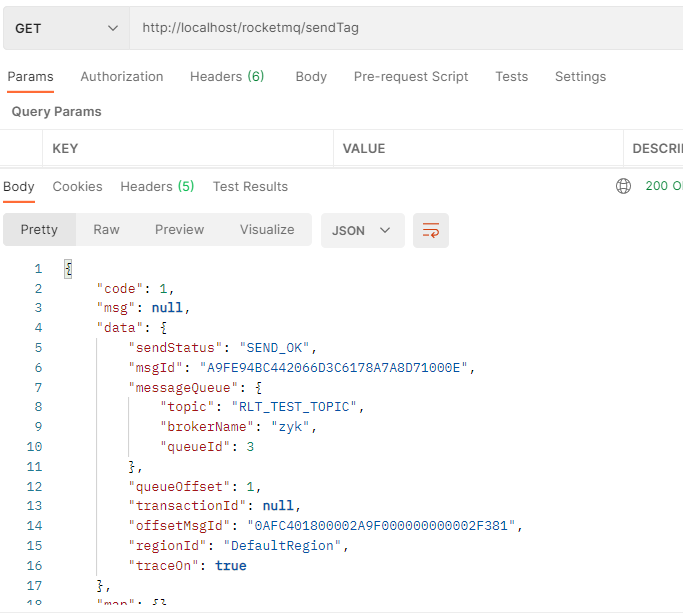 GET http://localhost/rocketmq/sendTag
Params Authorization Headers (6) Body Pre-request Script Tests Settings
Query Params
KEY VALUE DESCRI
Body Cookies Headers (5) Test Results 200 O
Pretty Raw Preview Visualize JSON
1 {
2 "code": 1,
3 "msg": null,
4 "data": {
5 "sendStatus": "SEND_OK",
6 "msgId": "A9FE94BC442066D3C6178A7A8D71000E",
7 "messageQueue": {
8 "topic": "RLT_TEST_TOPIC",
9 "brokerName": "zyk",
10 "queueId": 3
11 },
12 "queueOffset": 1,
13 "transactionId": null,
14 "offsetMsgId": "0AFC401800002A9F000000000002F381",
15 "regionId": "DefaultRegion",
16 "traceOn": true
17 },
18 "map": {}